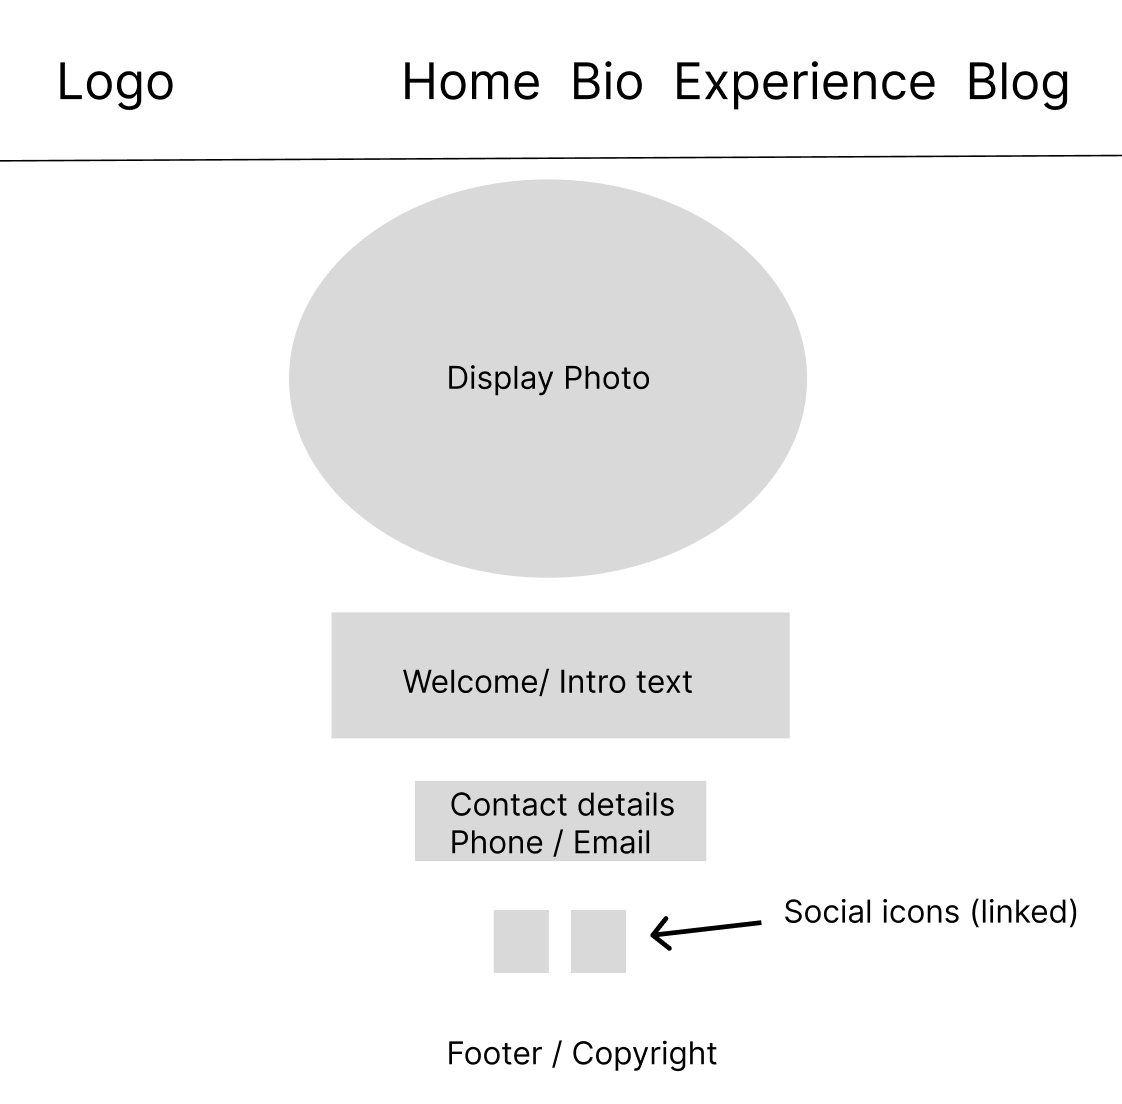 Logo
Home Bio Experience Blog
Display Photo
Welcome/ Intro text
Contact details
Phone / Email
Social icons (linked)
Footer / Copyright